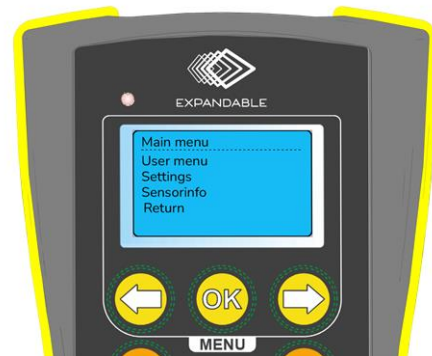 EXPANDABLE
Main menu
User menu
Settings
Sensorinfo
Return
OK
MENU